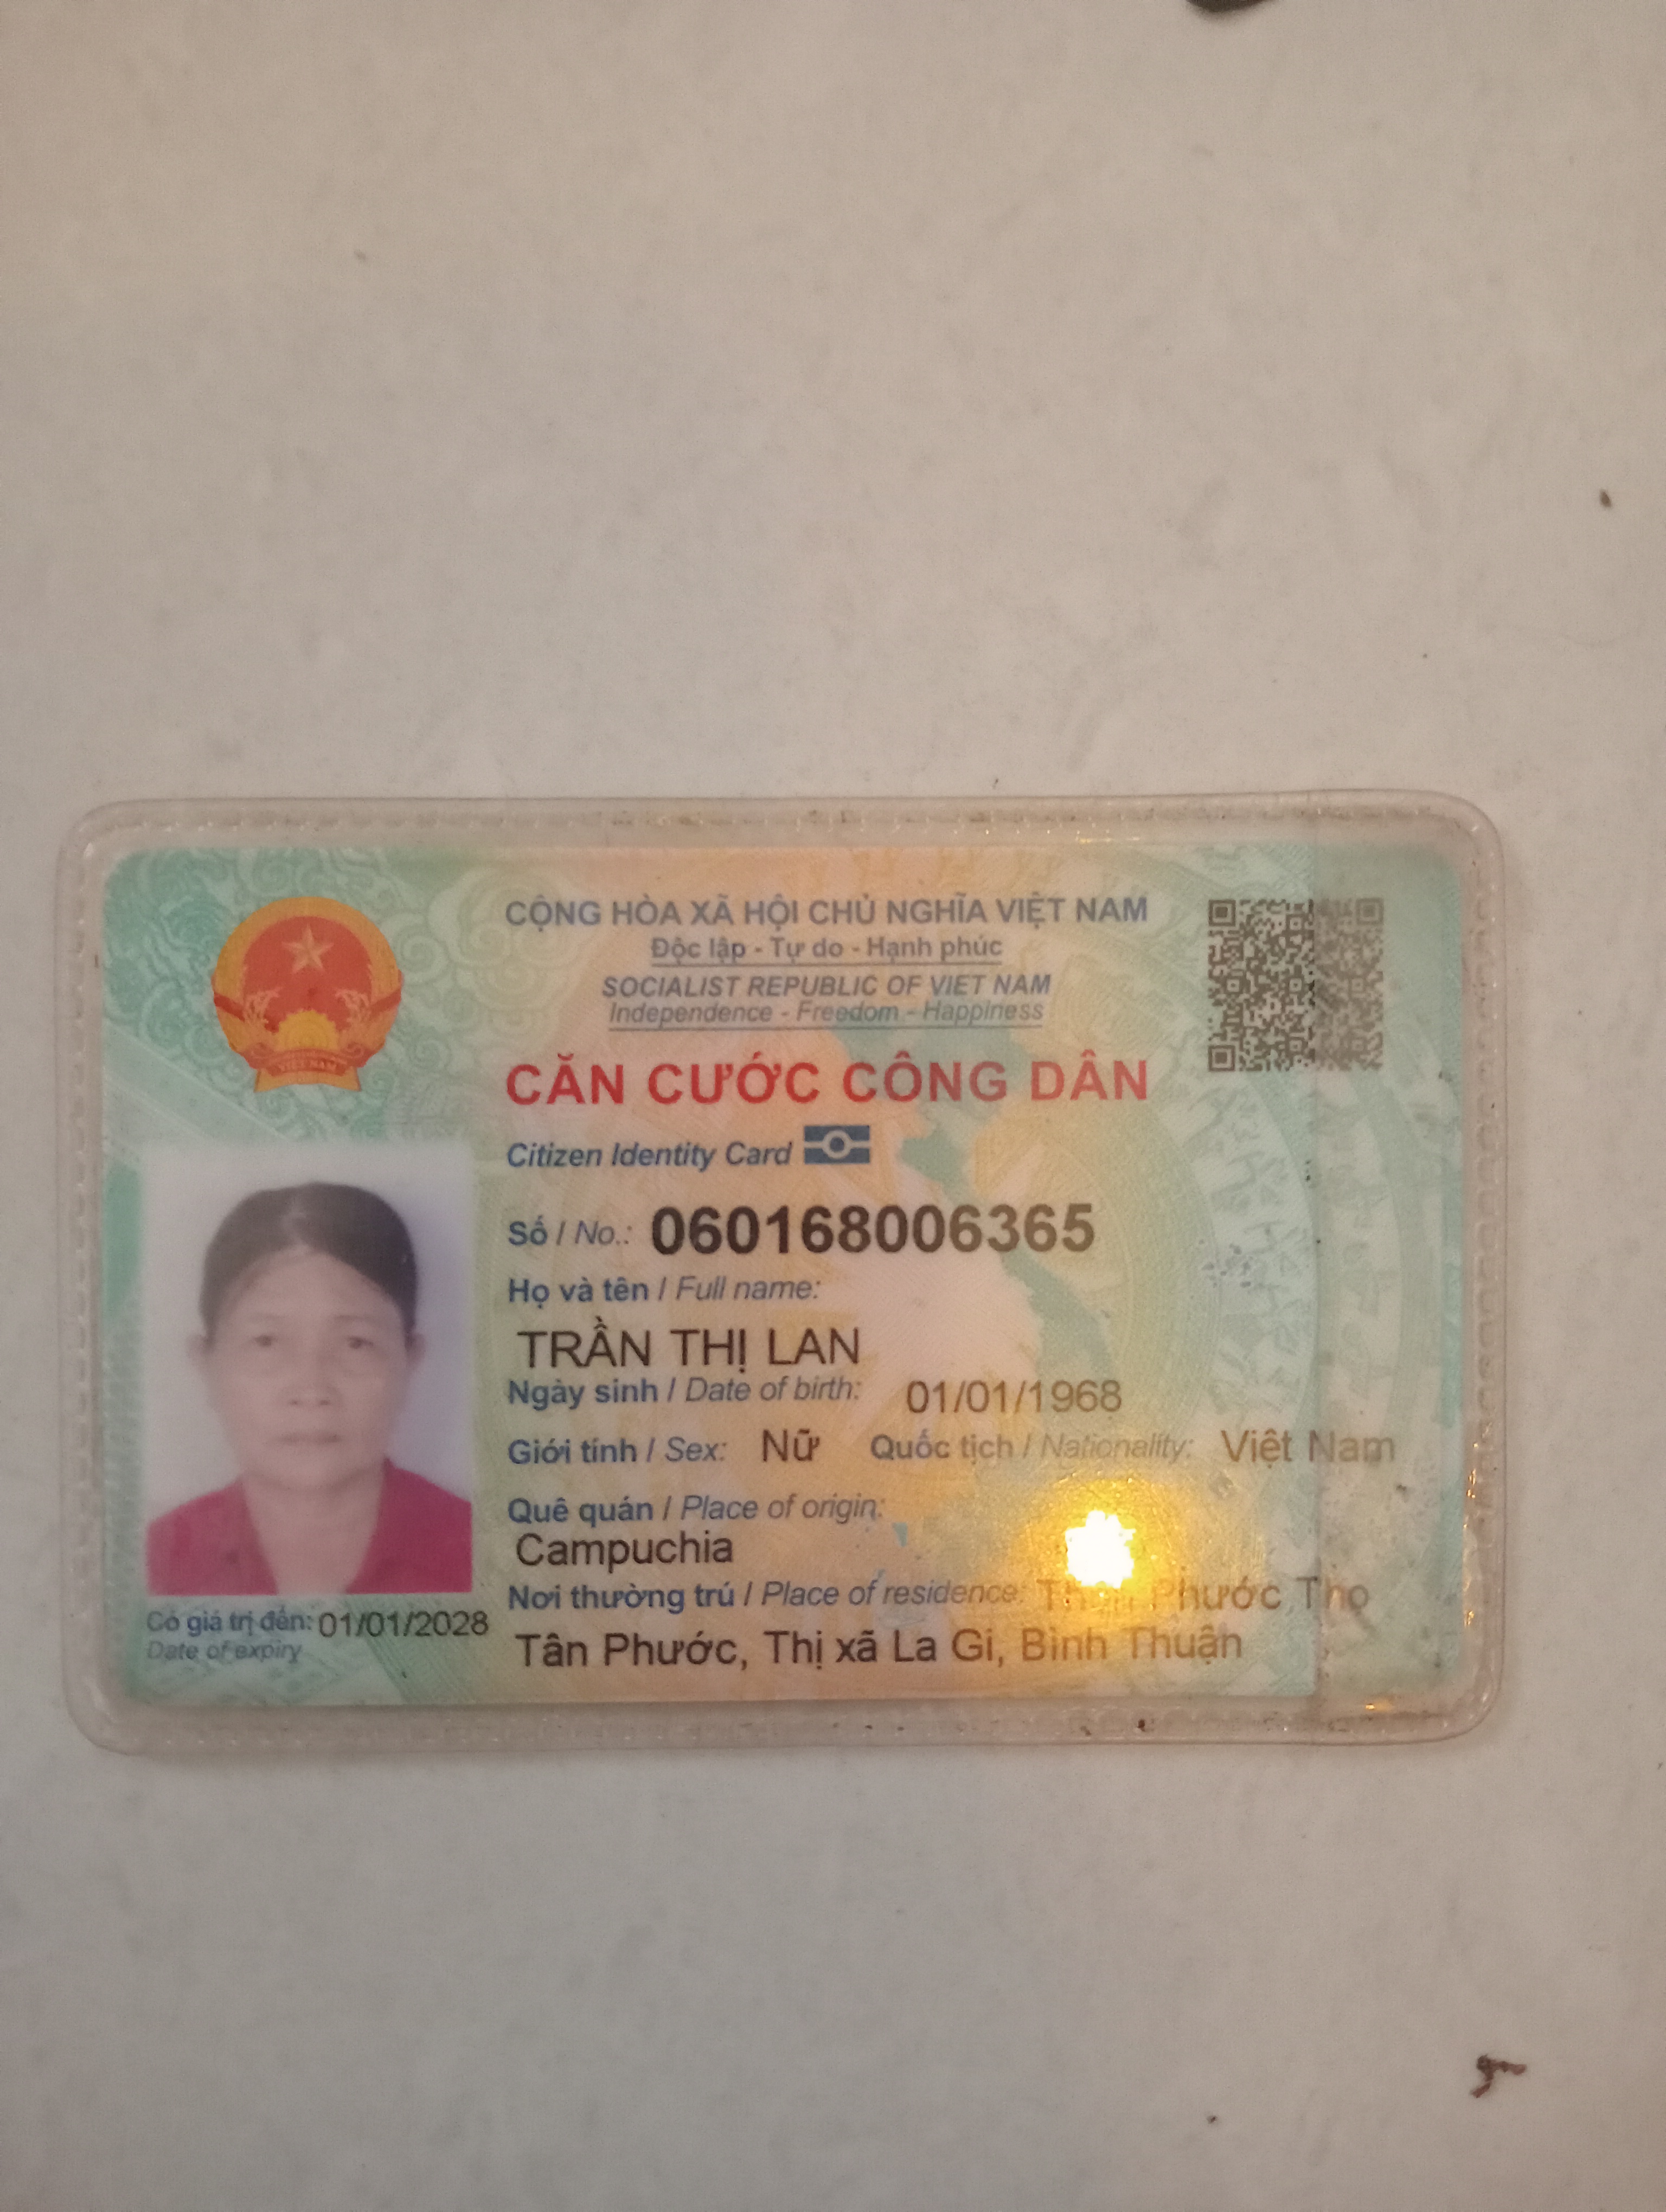 CỘNG HÒA XÃ HỘI CHỦ NGHĨA VIỆT NAM
Độc lập - Tự do - Hạnh phúc
SOCIALIST REPUBLIC OF VIET NAM
Independence - Freedom - Happiness
CĂN CƯỚC CÔNG DÂN
Citizen Identity Card
Số / No.: 060168006365
Họ và tên / Full name:
TRẦN THỊ LAN
Ngày sinh / Date of birth: 01/01/1968
Giới tính / Sex: Nữ Quốc tịch / Nationality: Việt Nam
Quê quán / Place of origin:
Campuchia
Nơi thường trú / Place of residence: Phước Thọ
Tân Phước, Thị xã La Gi, Bình Thuận
Có giá trị đến: 01/01/2028
Date of expiry
VIỆT NAM